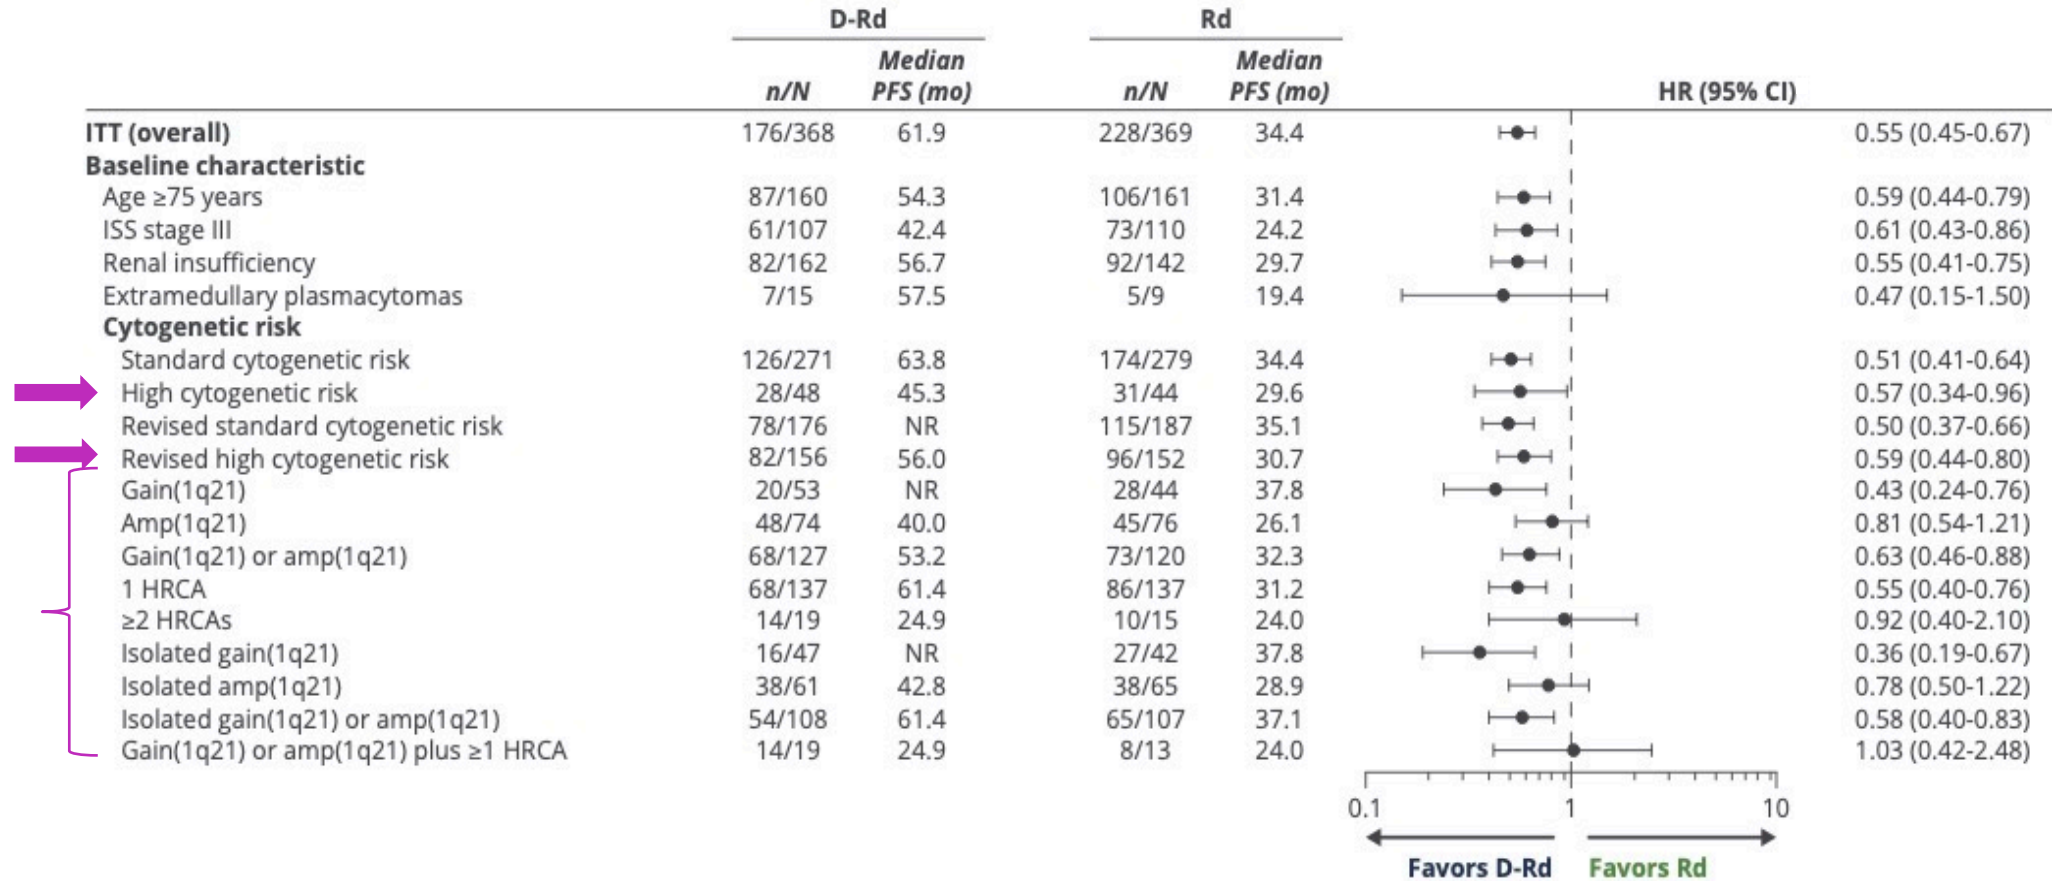 D-Rd Rd
Median Median
n/N PFS (mo) n/N PFS (mo) HR (95% CI)
ITT (overall) 176/368 61.9 228/369 34.4 0.55 (0.45-0.67)
Baseline characteristic
Age ≥75 years 87/160 54.3 106/161 31.4 0.59 (0.44-0.79)
ISS stage III 61/107 42.4 73/110 24.2 0.61 (0.43-0.86)
Renal insufficiency 82/162 56.7 92/142 29.7 0.55 (0.41-0.75)
Extramedullary plasmacytomas 7/15 57.5 5/9 19.4 0.47 (0.15-1.50)
Cytogenetic risk
Standard cytogenetic risk 126/271 63.8 174/279 34.4 0.51 (0.41-0.64)
High cytogenetic risk 28/48 45.3 31/44 29.6 0.57 (0.34-0.96)
Revised standard cytogenetic risk 78/176 NR 115/187 35.1 0.50 (0.37-0.66)
Revised high cytogenetic risk 82/156 56.0 96/152 30.7 0.59 (0.44-0.80)
Gain(1q21) 20/53 NR 28/44 37.8 0.43 (0.24-0.76)
Amp(1q21) 48/74 40.0 45/76 26.1 0.81 (0.54-1.21)
Gain(1q21) or amp(1q21) 68/127 53.2 73/120 32.3 0.63 (0.46-0.88)
1 HRCA 68/137 61.4 86/137 31.2 0.55 (0.40-0.76)
≥2 HRCAs 14/19 24.9 10/15 24.0 0.92 (0.40-2.10)
Isolated gain(1q21) 16/47 NR 27/42 37.8 0.36 (0.19-0.67)
Isolated amp(1q21) 38/61 42.8 38/65 28.9 0.78 (0.50-1.22)
Isolated gain(1q21) or amp(1q21) 54/108 61.4 65/107 37.1 0.58 (0.40-0.83)
Gain(1q21) or amp(1q21) plus ≥1 HRCA 14/19 24.9 8/13 24.0 1.03 (0.42-2.48)
0.1 1 10
Favors D-Rd Favors Rd